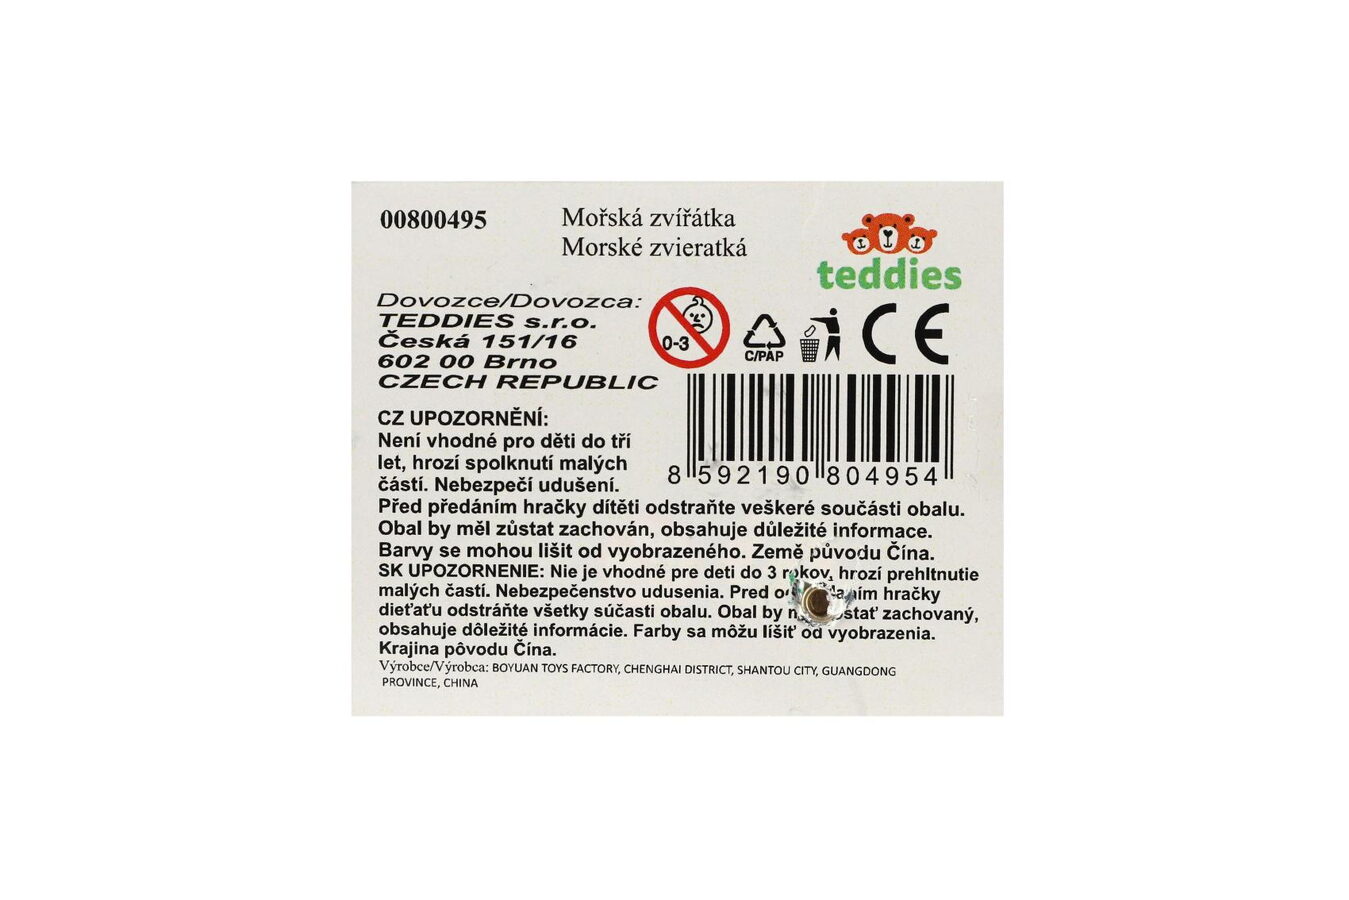 00800495
Mořská zvířátka
Morské zvieratká
teddies
Dovozce/Dovozca:
TEDDIES s.r.o.
Česká 151/16
602 00 Brno
CZECH REPUBLIC
0-3
C/PAP
CE
8 592190 804954
CZ UPOZORNĚNÍ:
Není vhodné pro děti do tří
let, hrozí spolknutí malých
částí. Nebezpečí udušení.
Před předáním hračky dítěti odstraňte veškeré součásti obalu.
Obal by měl zůstat zachován, obsahuje důležité informace.
Barvy se mohou lišit od vyobrazeného. Země původu Čína.
SK UPOZORNENIE: Nie je vhodné pre deti do 3 rokov, hrozí prehltnutie
malých častí. Nebezpečenstvo udusenia. Pred hračky
dieťaťu odstráňte všetky súčasti obalu. Obal by zachovaný,
obsahuje dôležité informácie. Farby sa môžu líšiť od vyobrazenia.
Krajina pôvodu Čína.
Výrobce/Výrobca: BOYUAN TOYS FACTORY, CHENGHAI DISTRICT, SHANTOU CITY, GUANGDONG
PROVINCE, CHINA